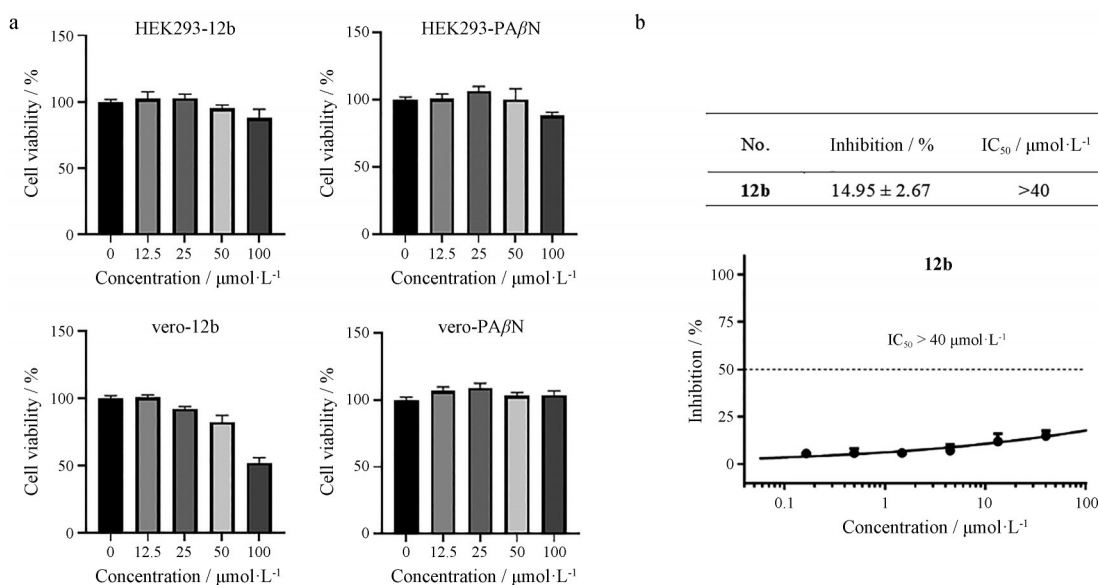 a
HEK293-12b
Cell viability / %
150
100
50
0
0 12.5 25 50 100
Concentration / μmol·L⁻¹
HEK293-PAβN
Cell viability / %
150
100
50
0
0 12.5 25 50 100
Concentration / μmol·L⁻¹
vero-12b
Cell viability / %
150
100
50
0
0 12.5 25 50 100
Concentration / μmol·L⁻¹
vero-PAβN
Cell viability / %
150
100
50
0
0 12.5 25 50 100
Concentration / μmol·L⁻¹
b
No. Inhibition / % IC₅₀ / μmol·L⁻¹
12b 14.95 ± 2.67 >40
12b
Inhibition / %
100
75
50
25
0
IC₅₀ > 40 μmol·L⁻¹
0.1 1 10 100
Concentration / μmol·L⁻¹